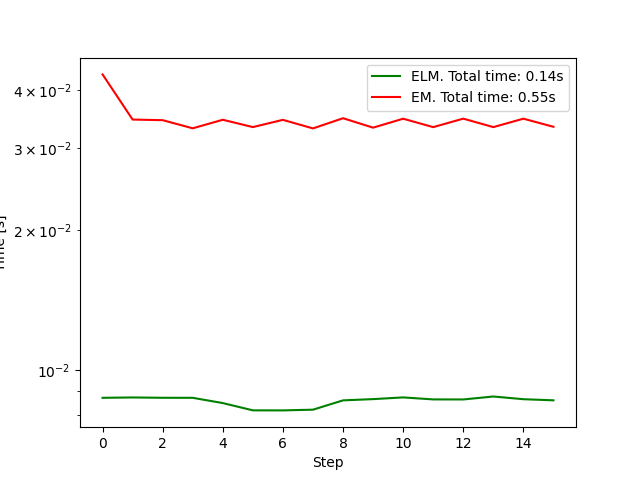 ELM. Total time: 0.14s
EM. Total time: 0.55s
4 × 10⁻²
3 × 10⁻²
2 × 10⁻²
10⁻²
0 2 4 6 8 10 12 14
Step